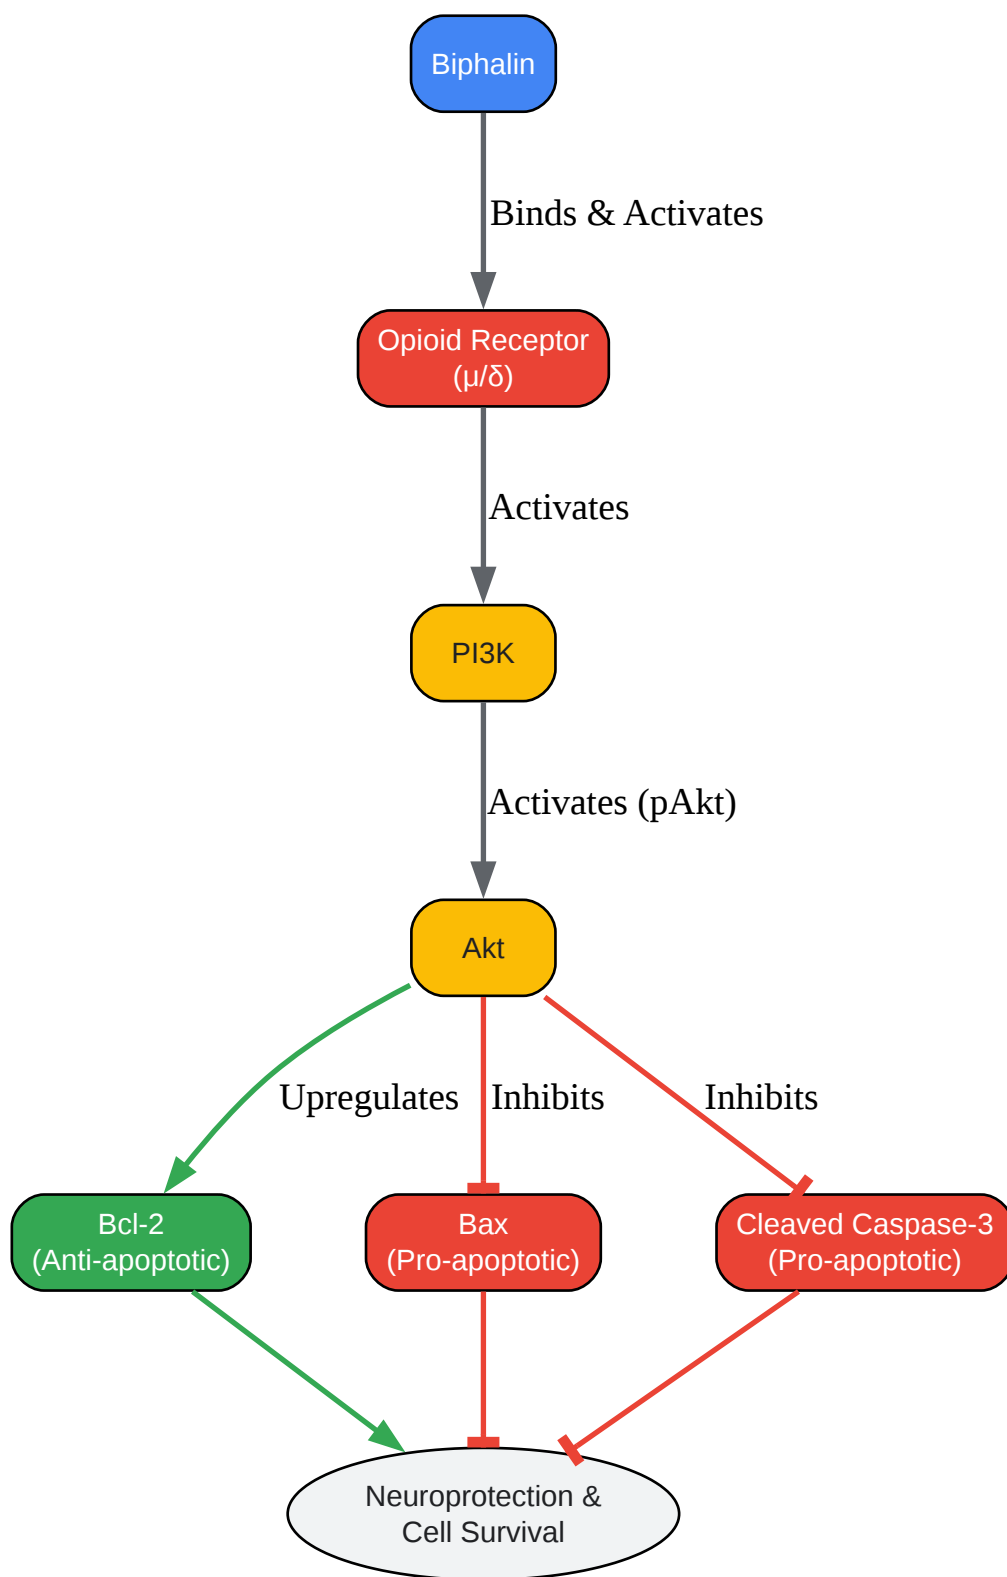 Biphalin
Binds & Activates
Opioid Receptor
(μ/δ)
Activates
PI3K
Activates (pAkt)
Akt
Upregulates
Inhibits
Inhibits
Bcl-2
(Anti-apoptotic)
Bax
(Pro-apoptotic)
Cleaved Caspase-3
(Pro-apoptotic)
Neuroprotection &
Cell Survival